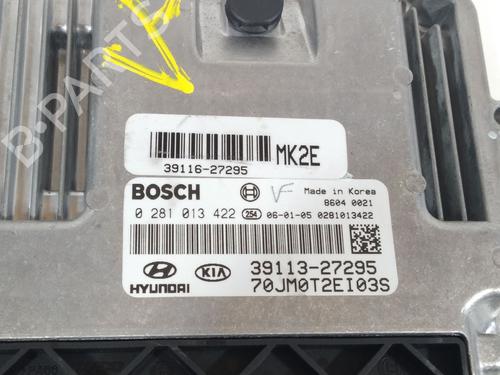 B-PARTS
MK2E
39116-27295
BOSCH
VF
Made in Korea
8604 0021
0 281 013 422 254 06-01-05 0281013422
HYUNDAI
KIA
39113-27295
70JM0T2EI03S